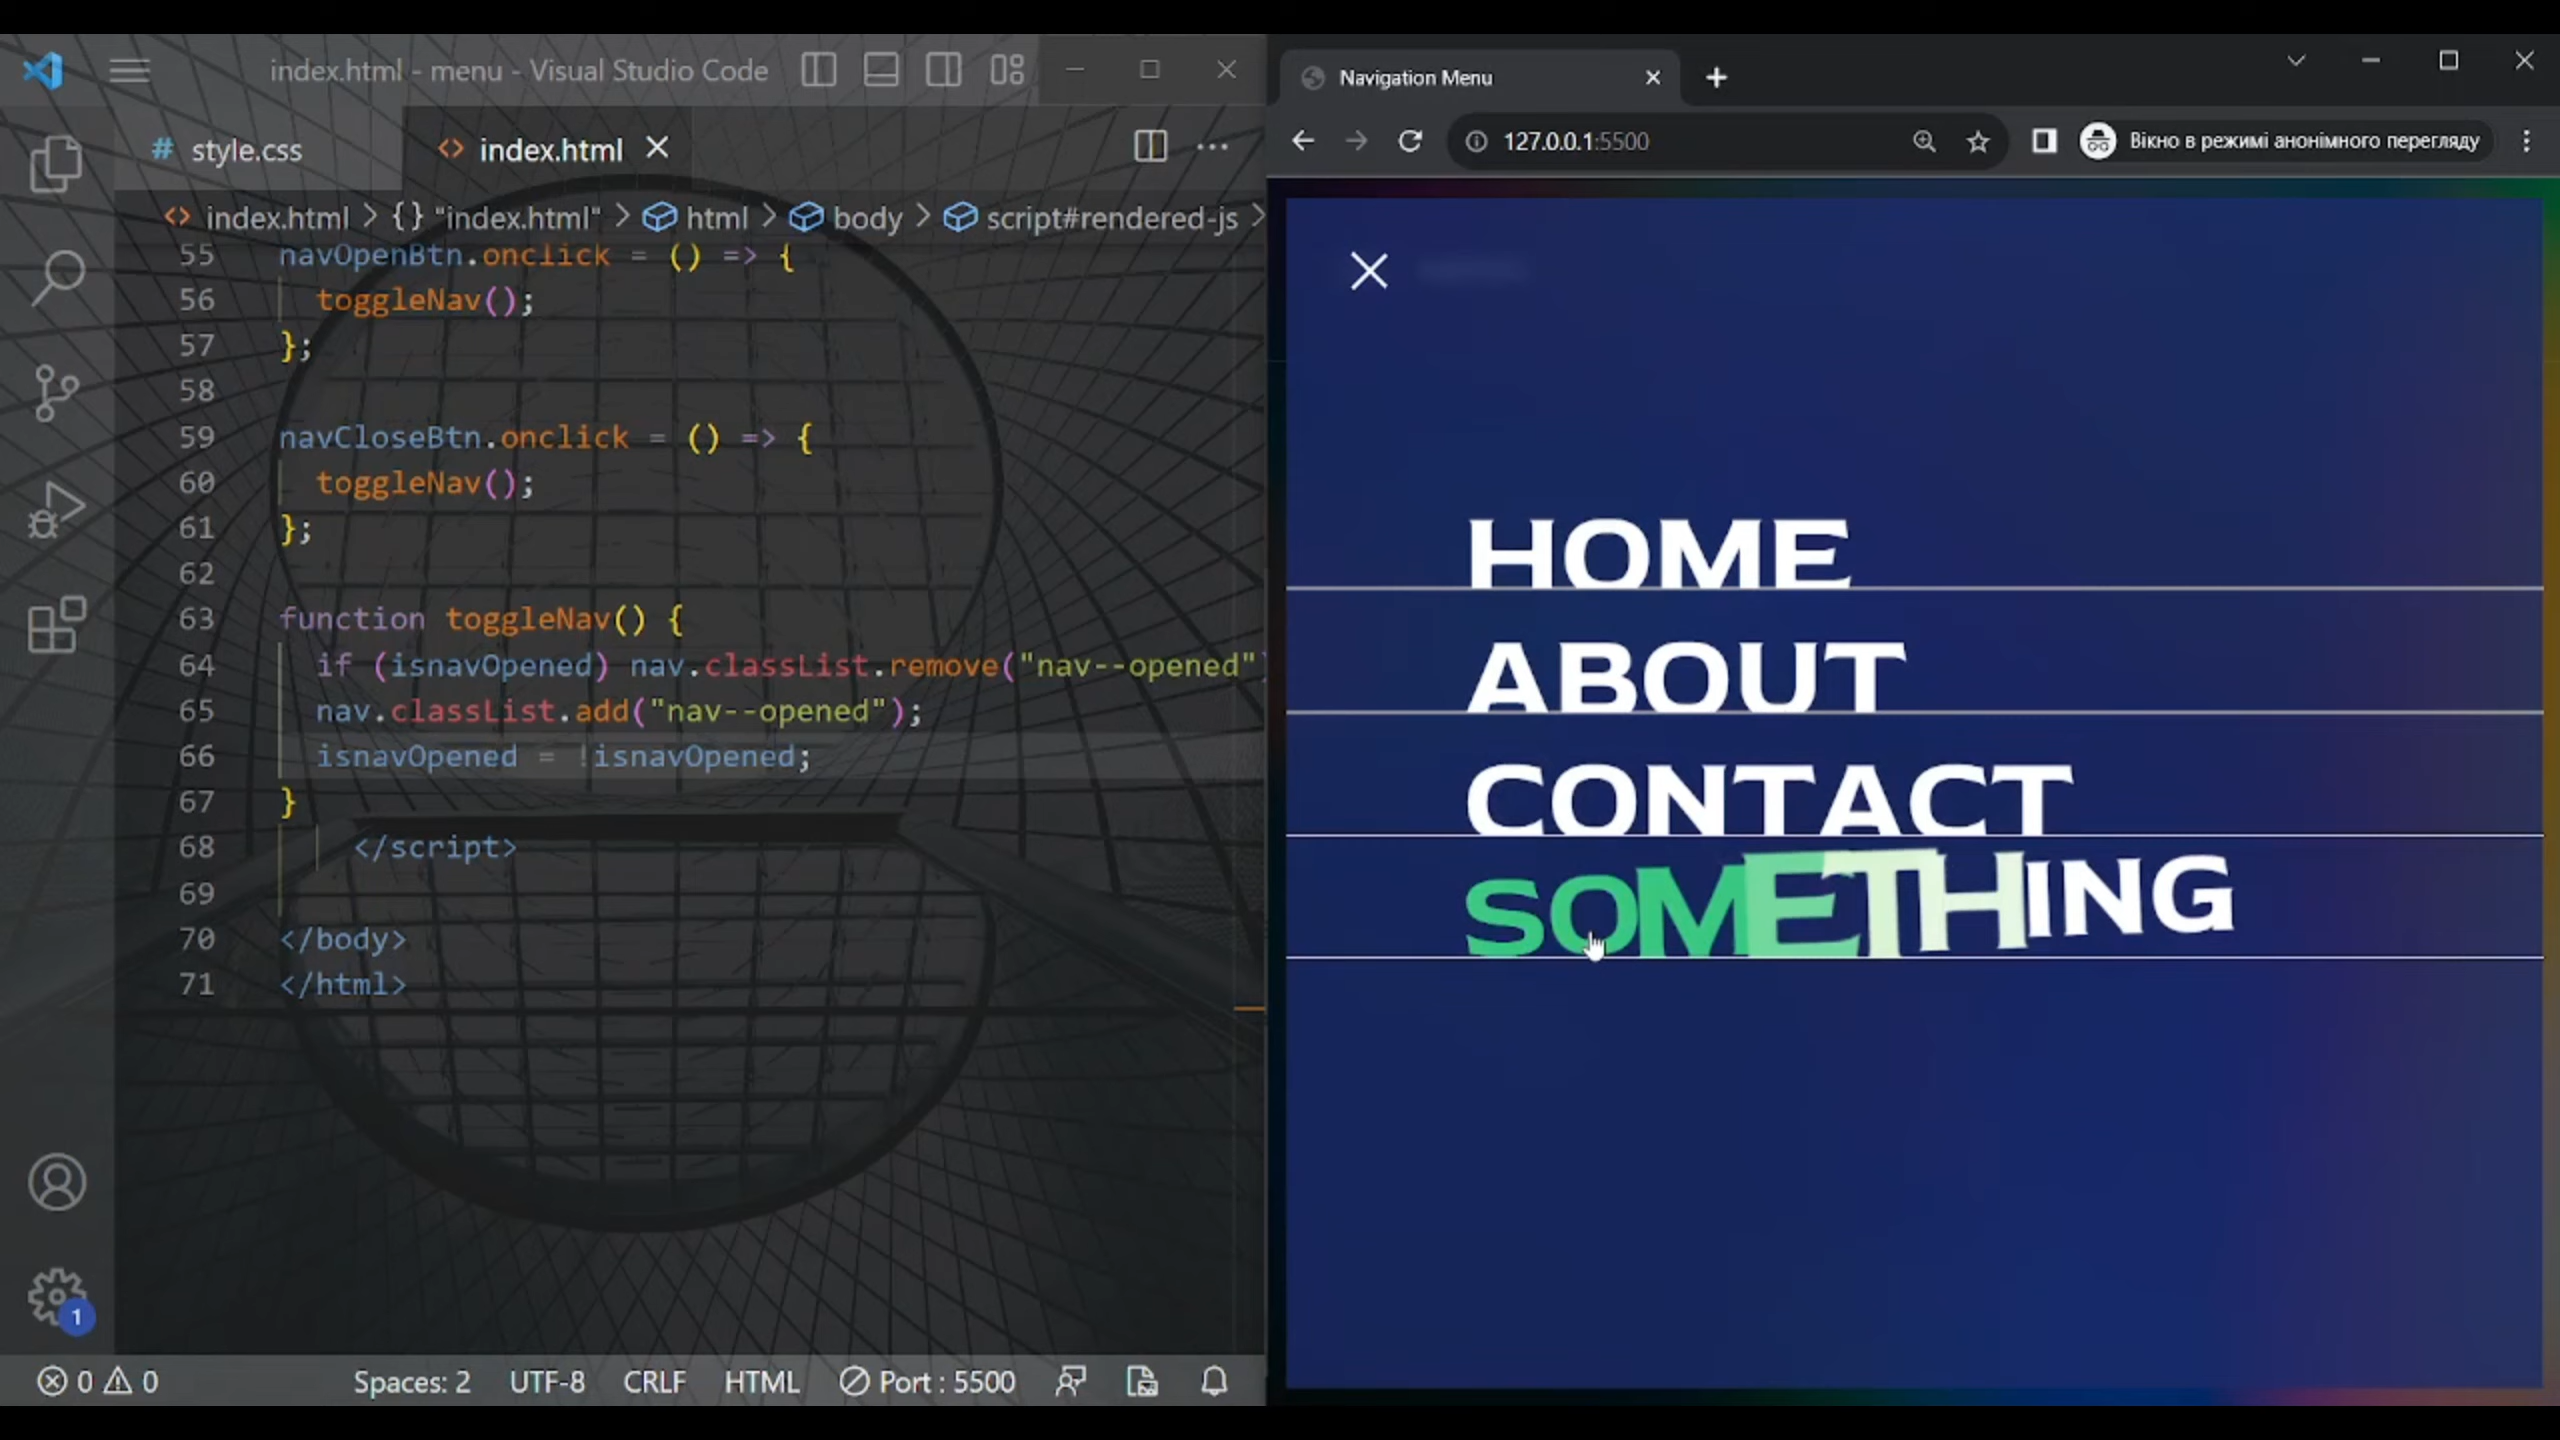 index.html - menu - Visual Studio Code
# style.css
<> index.html
<> index.html > {} "index.html" > html > body > script#rendered-js >
55 navOpenBtn.onclick = () => {
56 toggleNav();
57 };
58
59 navCloseBtn.onclick = () => {
60 toggleNav();
61 };
62
63 function toggleNav() {
64 if (isnavOpened) nav.classList.remove("nav--opened")
65 nav.classList.add("nav--opened");
66 isnavOpened = !isnavOpened;
67 }
68 </script>
69
70 </body>
71 </html>
1
0 0 Spaces: 2 UTF-8 CRLF HTML Port : 5500
Navigation Menu
127.0.0.1:5500 Вікно в режимі анонімного перегляду
HOME
ABOUT
CONTACT
SOMETHING